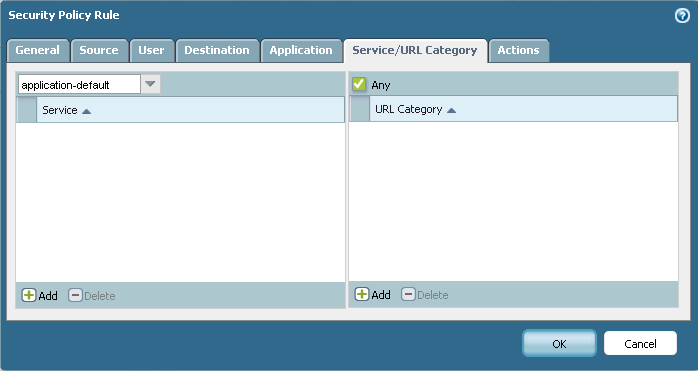 Security Policy Rule
General Source User Destination Application Service/URL Category Actions
application-default Any
Service URL Category
Add Delete Add Delete
OK Cancel